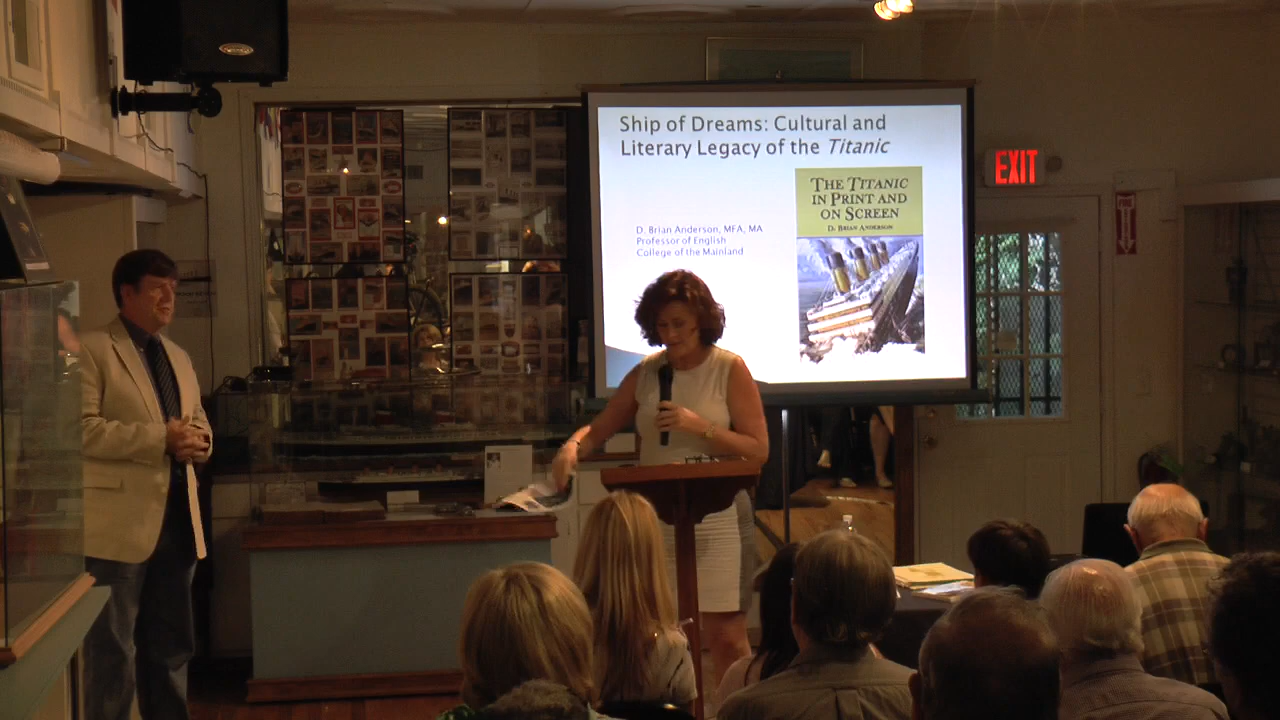 Ship of Dreams: Cultural and
Literary Legacy of the Titanic
THE TITANIC
IN PRINT AND
ON SCREEN
D. BRIAN ANDERSON
D. Brian Anderson, MFA, MA
Professor of English
College of the Mainland
EXIT
FIRE